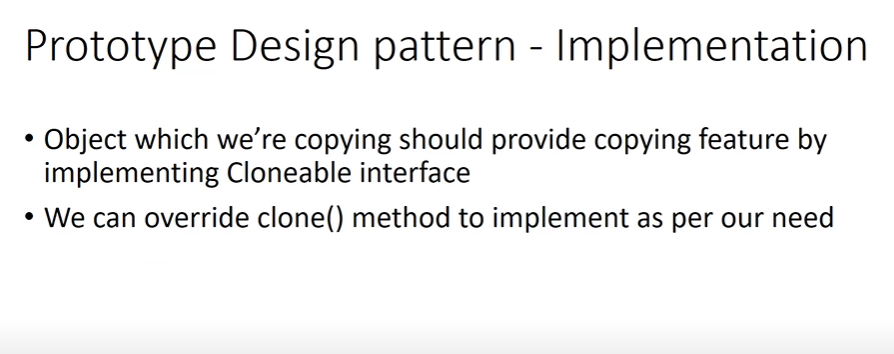 Prototype Design pattern - Implementation
• Object which we’re copying should provide copying feature by
implementing Cloneable interface
• We can override clone() method to implement as per our need